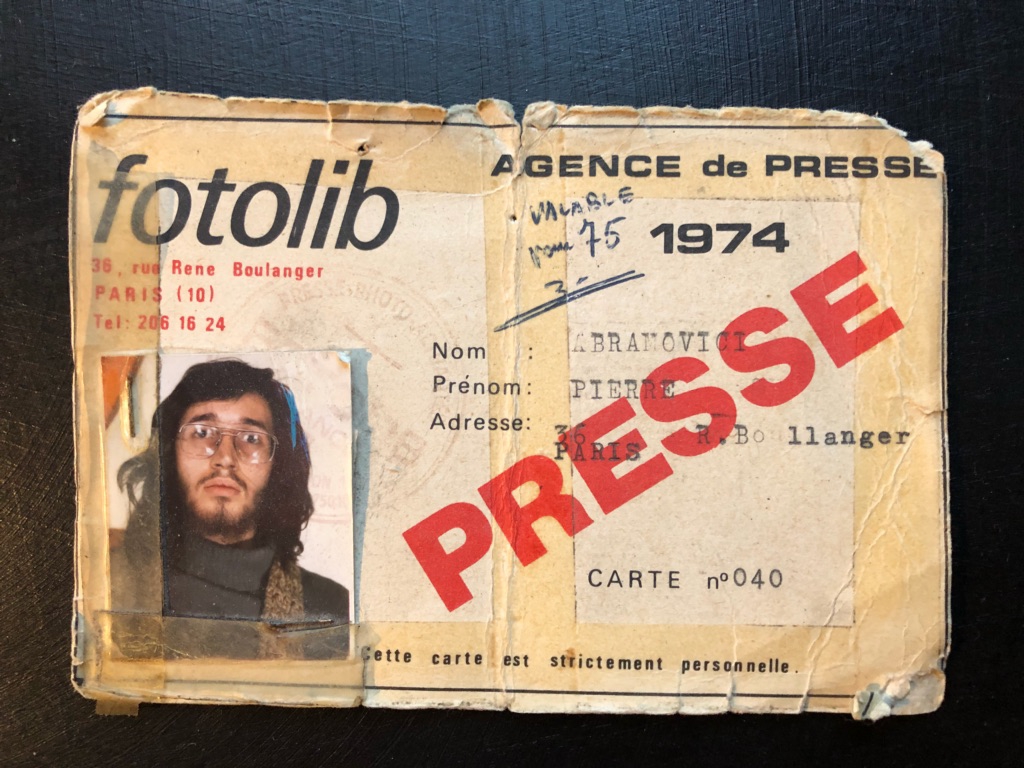 fotolib
AGENCE de PRESSE
36, rue Rene Boulanger
PARIS (10)
Tel: 206 16 24
VALABLE
pour 75
1974
PRESSE
Nom : ABRAMOVICI
Prénom: PIERRE
Adresse: 36 R.Bo llanger
PARIS
CARTE nº040
Cette carte est strictement personnelle.